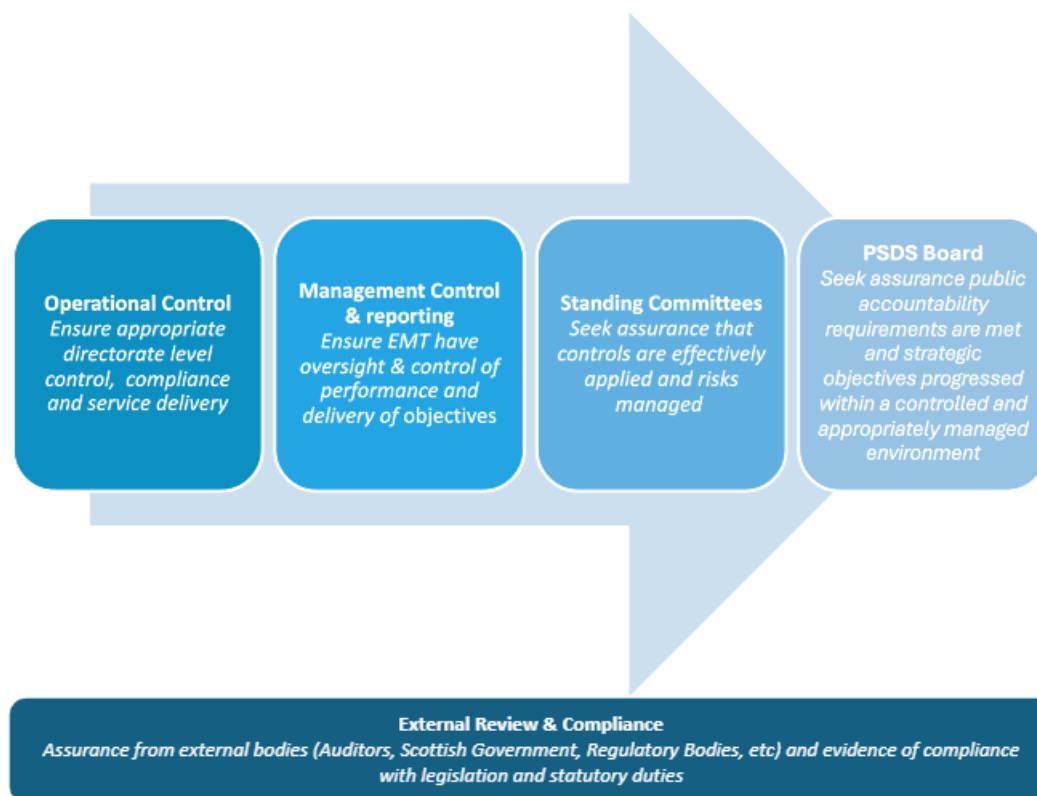 Operational Control
Ensure appropriate
directorate level
control, compliance
and service delivery
Management Control
& reporting
Ensure EMT have
oversight & control of
performance and
delivery of objectives
Standing Committees
Seek assurance that
controls are effectively
applied and risks
managed
PSDS Board
Seek assurance public
accountability
requirements are met
and strategic
objectives progressed
within a controlled and
appropriately managed
environment
External Review & Compliance
Assurance from external bodies (Auditors, Scottish Government, Regulatory Bodies, etc) and evidence of compliance
with legislation and statutory duties